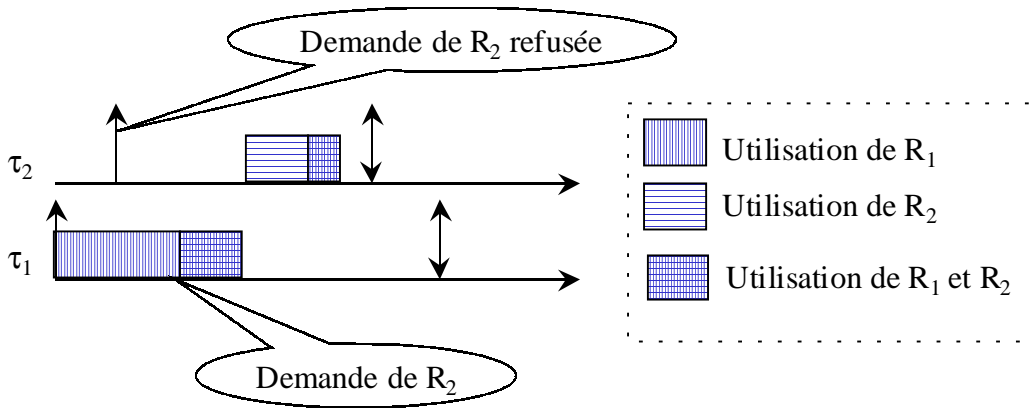 Demande de R₂ refusée
τ₂
τ₁
Demande de R₂
Utilisation de R₁
Utilisation de R₂
Utilisation de R₁ et R₂